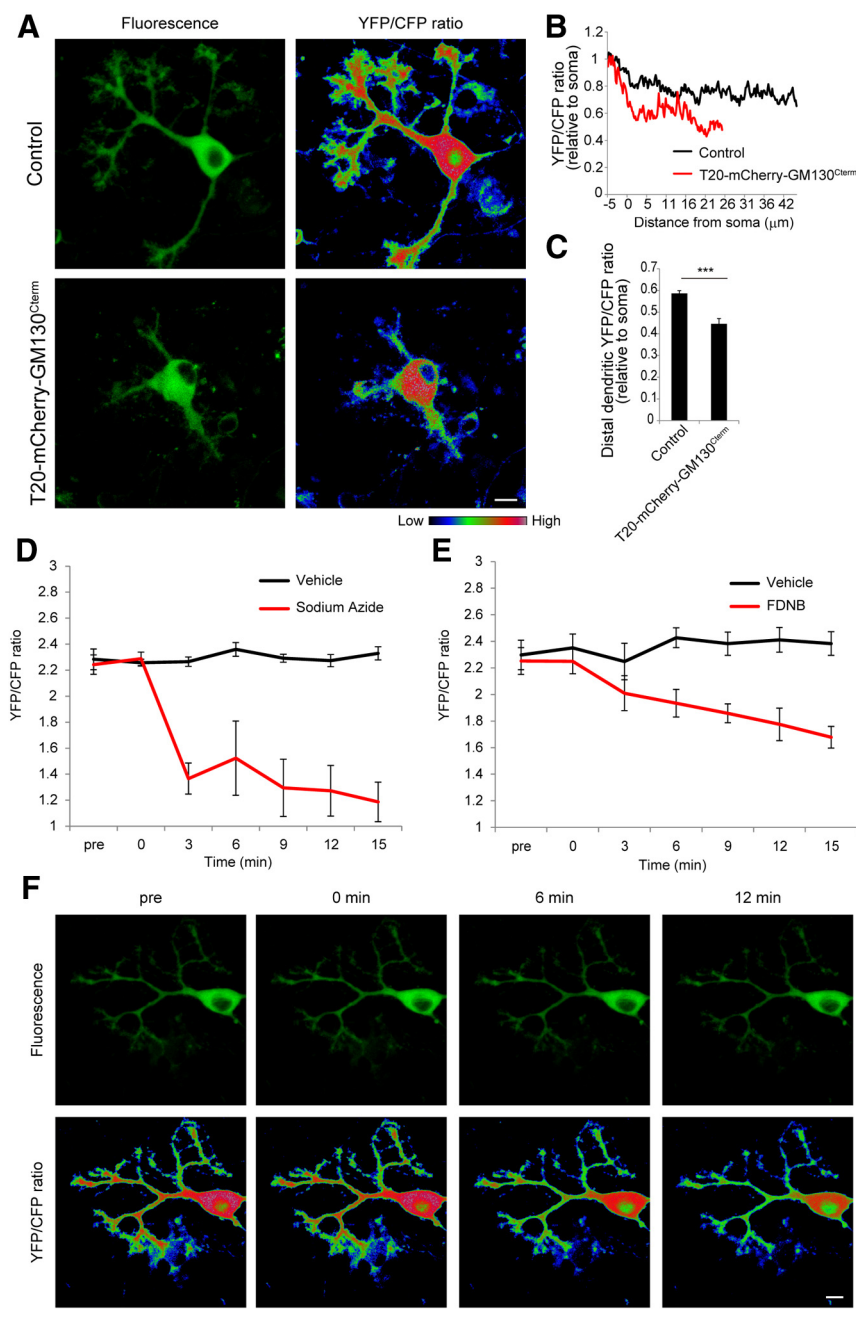 A
Fluorescence
YFP/CFP ratio
Control
T20-mCherry-GM130Cterm
Low
High
B
YFP/CFP ratio
(relative to soma)
1.2
1
0.8
0.6
0.4
0.2
0
Control
T20-mCherry-GM130Cterm
-5 0 5 11 16 21 26 31 36 42
Distance from soma (μm)
C
Distal dendritic YFP/CFP ratio
(relative to soma)
0.7
0.6
0.5
0.4
0.3
0.2
0.1
0
***
Control
T20-mCherry-GM130Cterm
D
YFP/CFP ratio
3
2.8
2.6
2.4
2.2
2
1.8
1.6
1.4
1.2
1
Vehicle
Sodium Azide
pre 0 3 6 9 12 15
Time (min)
E
YFP/CFP ratio
3
2.8
2.6
2.4
2.2
2
1.8
1.6
1.4
1.2
1
Vehicle
FDNB
pre 0 3 6 9 12 15
Time (min)
F
pre
0 min
6 min
12 min
Fluorescence
YFP/CFP ratio